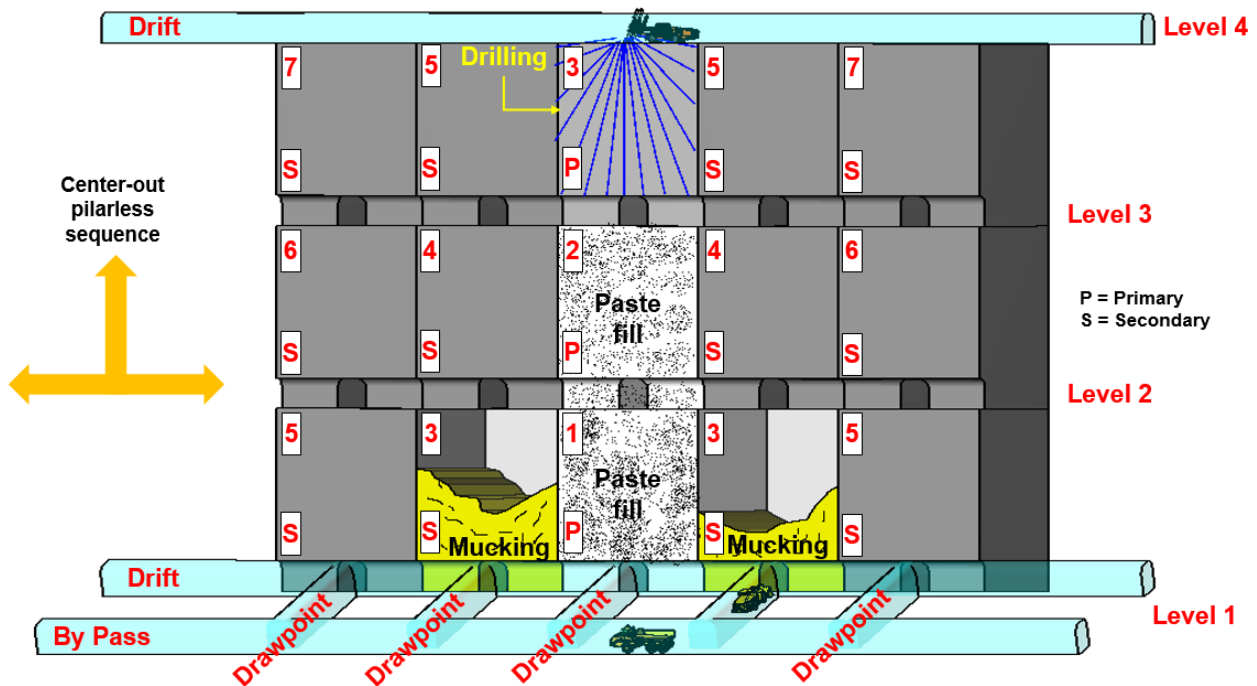 Drift
Level 4
7
5
Drilling
3
5
7
S
S
P
S
S
Center-out
pilarless
sequence
Level 3
6
4
2
4
6
Paste
fill
P = Primary
S = Secondary
S
S
P
S
S
Level 2
5
3
1
3
5
Paste
fill
S
S
Mucking
P
S
Mucking
S
Drift
Level 1
By Pass
Drawpoint
Drawpoint
Drawpoint
Drawpoint